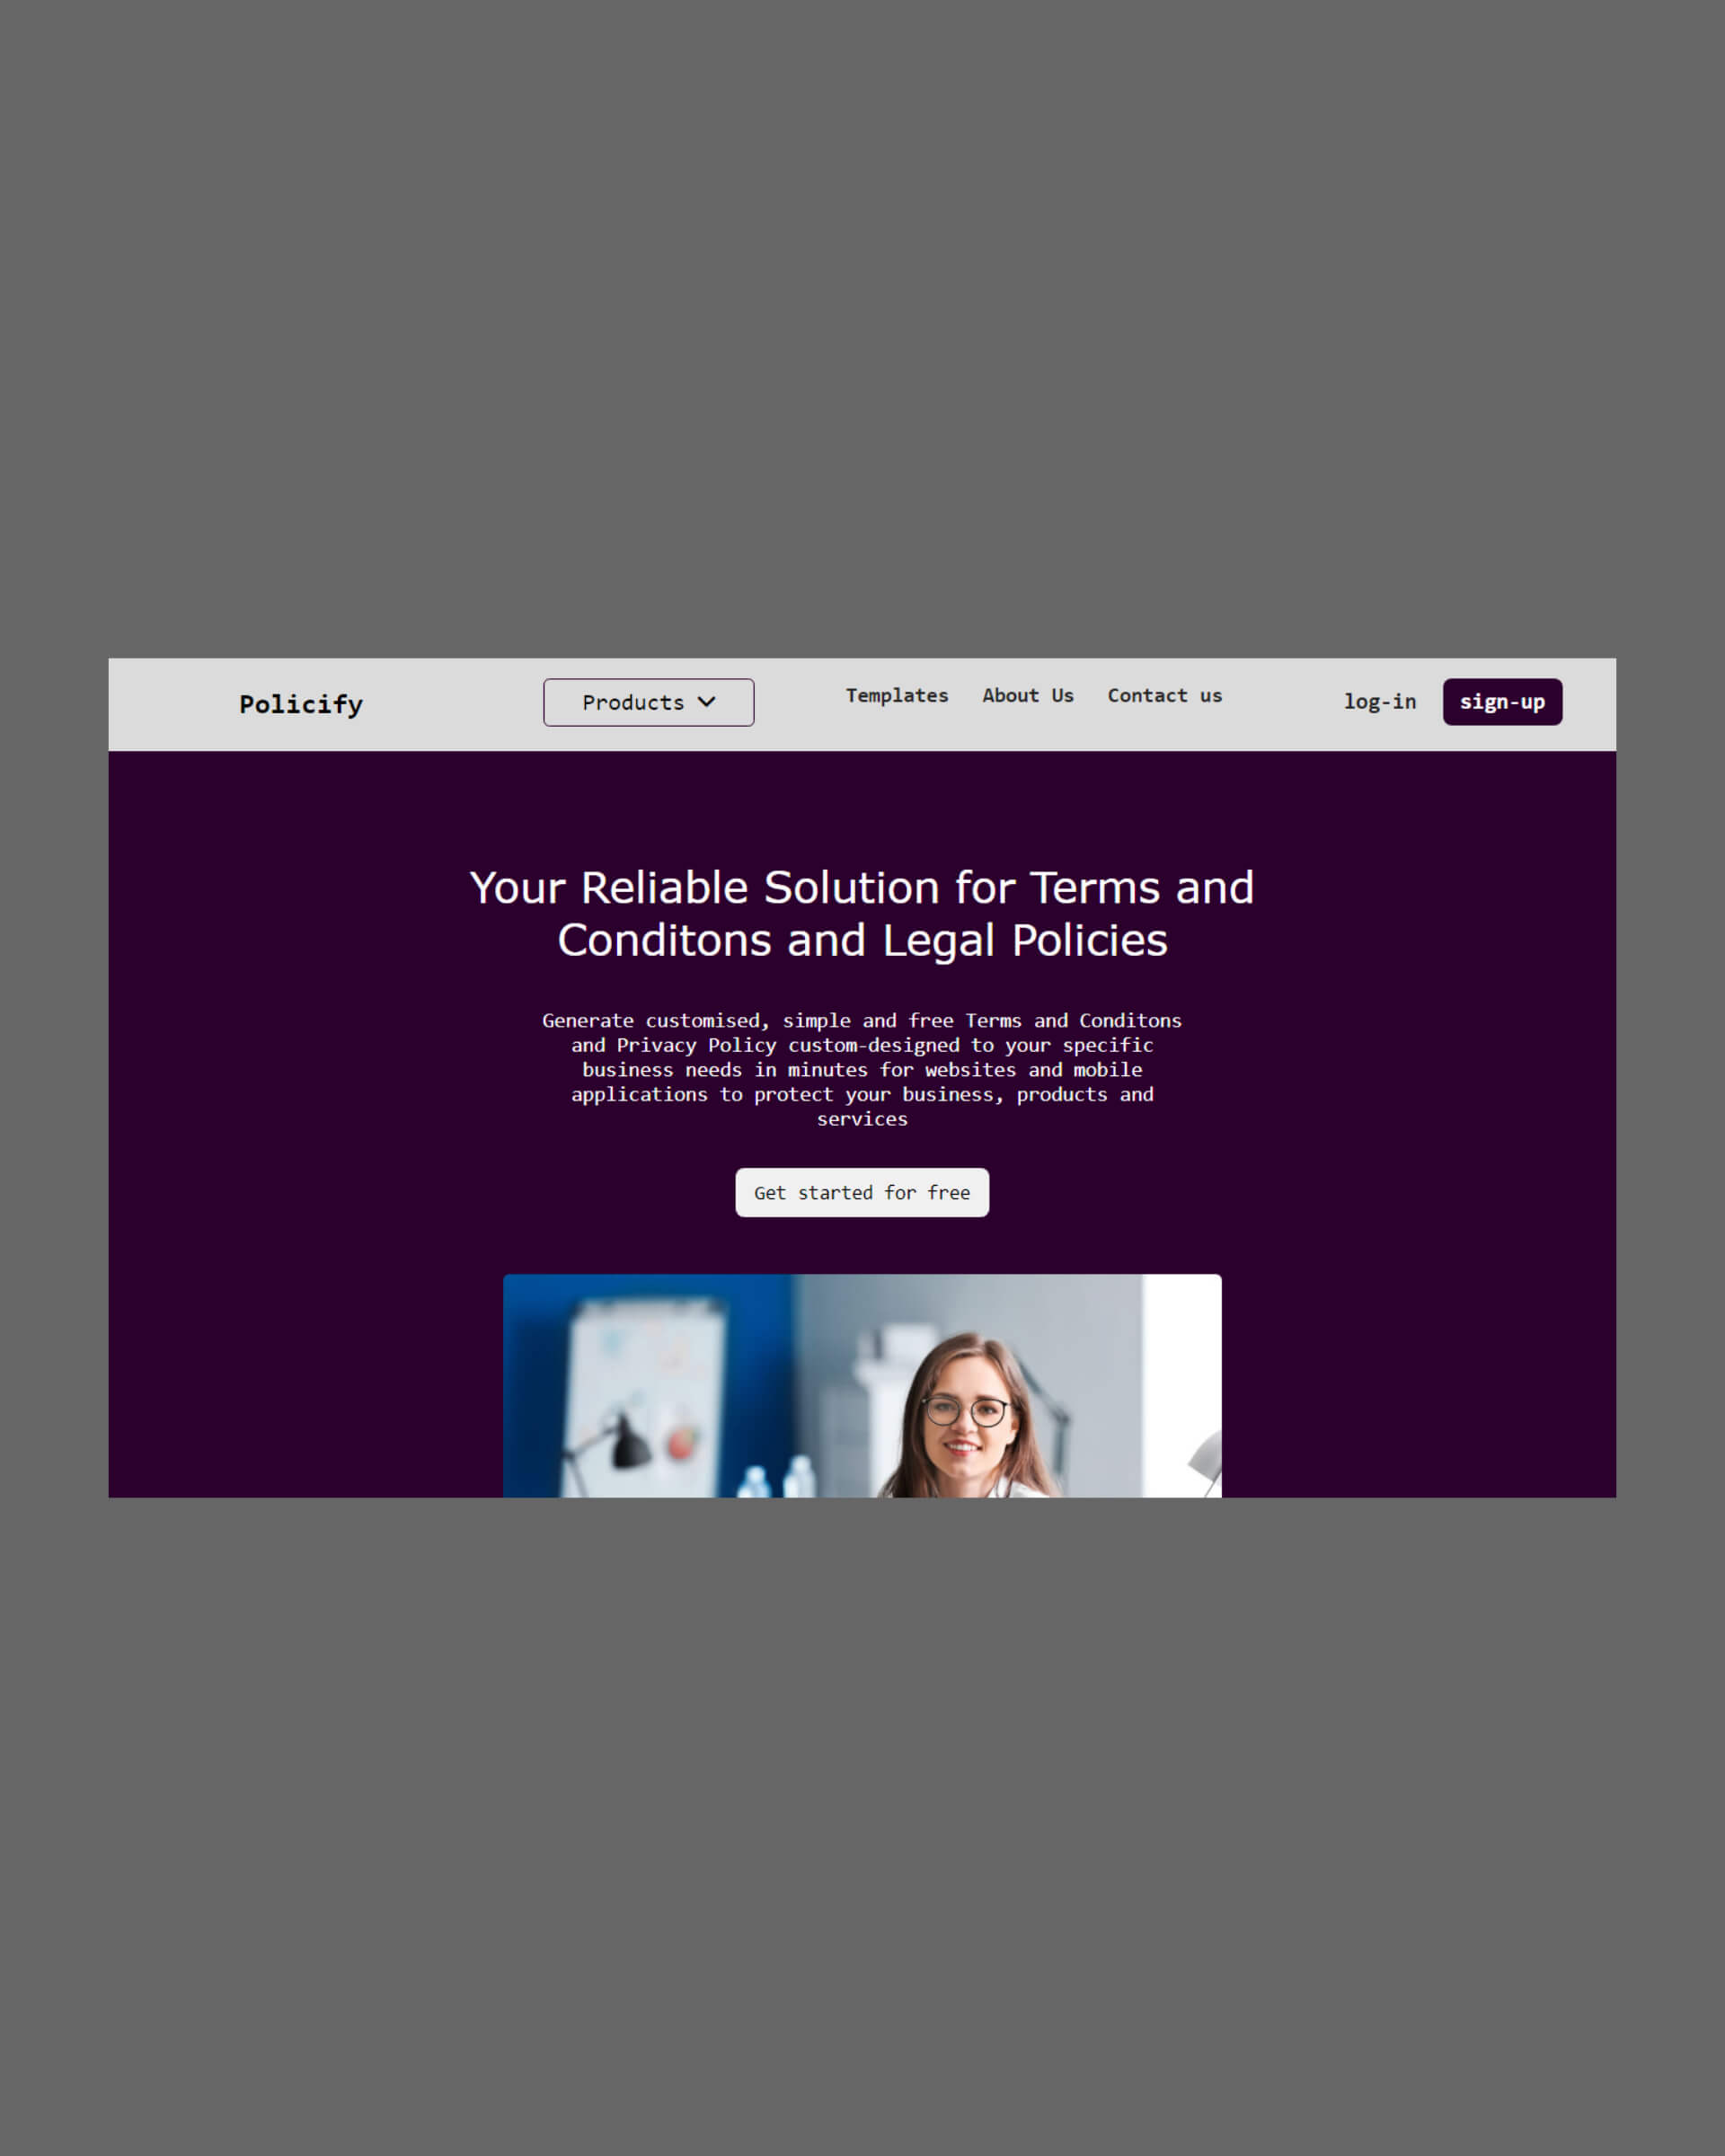 Policify
Products
Templates
About Us
Contact us
log-in
sign-up
Your Reliable Solution for Terms and
Conditons and Legal Policies
Generate customised, simple and free Terms and Conditons
and Privacy Policy custom-designed to your specific
business needs in minutes for websites and mobile
applications to protect your business, products and
services
Get started for free